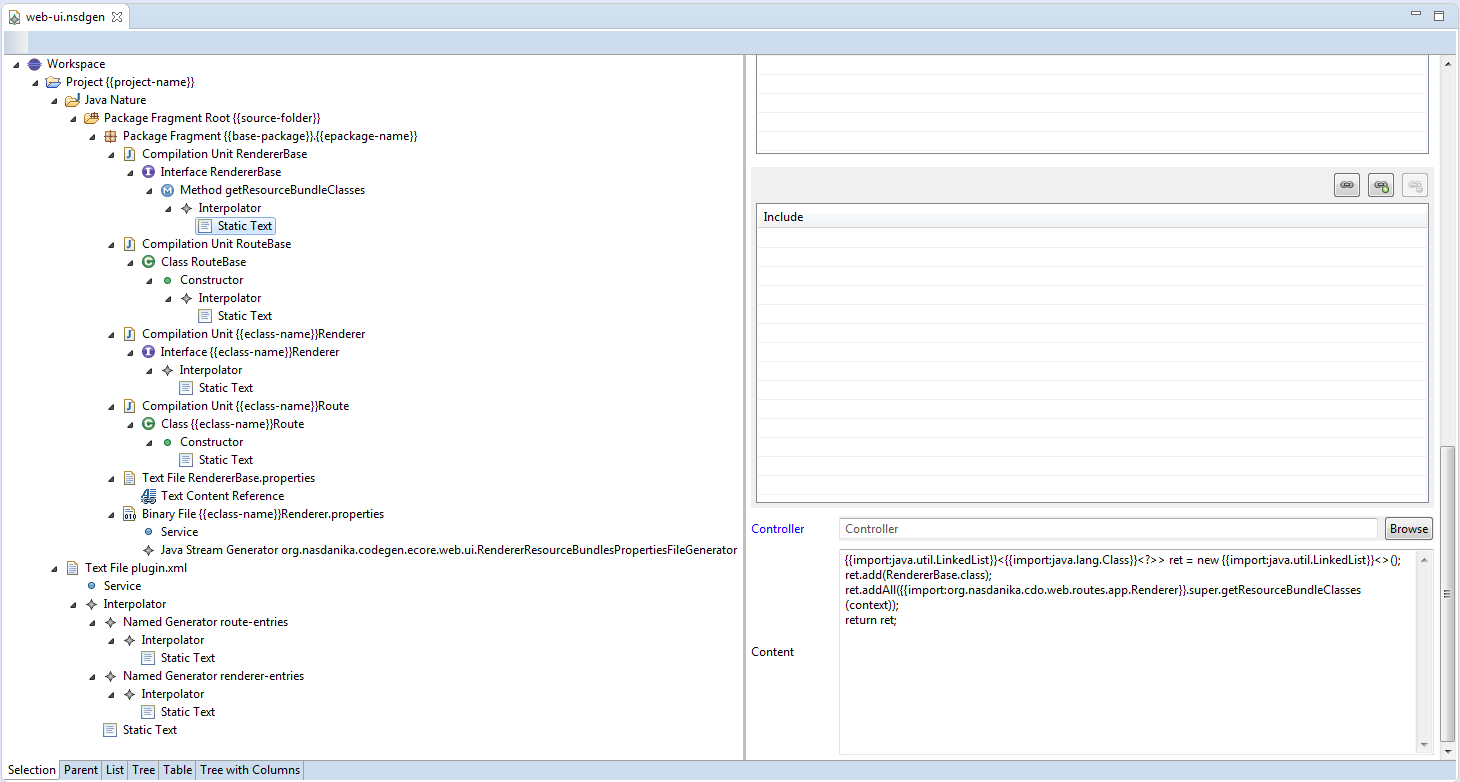 web-ui.nsdgen
Workspace
Project {{project-name}}
Java Nature
Package Fragment Root {{source-folder}}
Package Fragment {{base-package}}.{{epackage-name}}
Compilation Unit RendererBase
Interface RendererBase
Method getResourceBundleClasses
Interpolator
Static Text
Compilation Unit RouteBase
Class RouteBase
Constructor
Interpolator
Static Text
Compilation Unit {{eclass-name}}Renderer
Interface {{eclass-name}}Renderer
Interpolator
Static Text
Compilation Unit {{eclass-name}}Route
Class {{eclass-name}}Route
Constructor
Static Text
Text File RendererBase.properties
Text Content Reference
Binary File {{eclass-name}}Renderer.properties
Service
Java Stream Generator org.nasdanika.codegen.ecore.web.ui.RendererResourceBundlesPropertiesFileGenerator
Text File plugin.xml
Service
Interpolator
Named Generator route-entries
Interpolator
Static Text
Named Generator renderer-entries
Interpolator
Static Text
Static Text
Include
Controller Controller Browse
{{import:java.util.LinkedList}}<{{import:java.lang.Class}}<?>> ret = new {{import:java.util.LinkedList}}<>();
ret.add(RendererBase.class);
ret.addAll({{import:org.nasdanika.cdo.web.routes.app.Renderer}}.super.getResourceBundleClasses
(context));
return ret;
Content
Selection Parent List Tree Table Tree with Columns